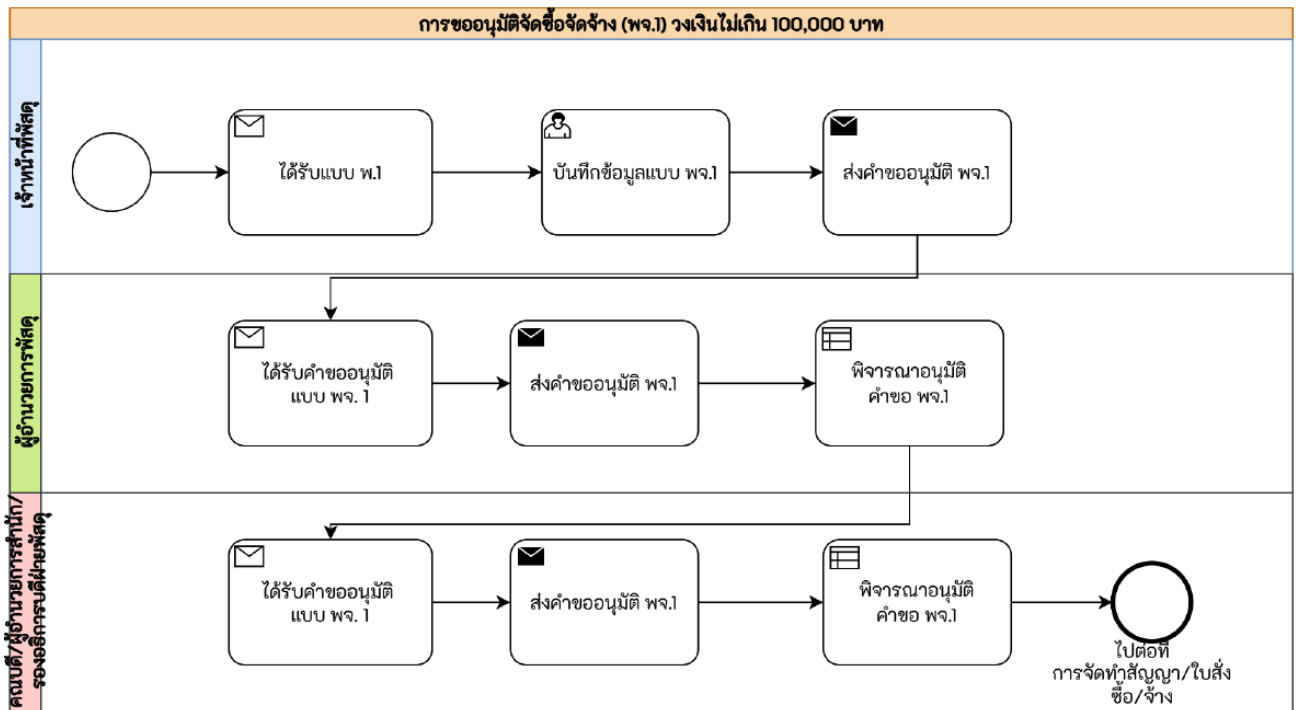 การขออนุมัติจัดซื้อจัดจ้าง (พจ.1) วงเงินไม่เกิน 100,000 บาท
เจ้าหน้าที่พัสดุ
ได้รับแบบ พ.1
บันทึกข้อมูลแบบ พจ.1
ส่งคำขออนุมัติ พจ.1
ผู้อำนวยการพัสดุ
ได้รับคำขออนุมัติ
แบบ พจ. 1
ส่งคำขออนุมัติ พจ.1
พิจารณาอนุมัติ
คำขอ พจ.1
คณบดี/ผู้อำนวยการสำนัก/
รองอธิการบดีฝ่ายพัสดุ
ได้รับคำขออนุมัติ
แบบ พจ. 1
ส่งคำขออนุมัติ พจ.1
พิจารณาอนุมัติ
คำขอ พจ.1
ไปต่อที่
การจัดทำสัญญา/ใบสั่ง
ซื้อ/จ้าง